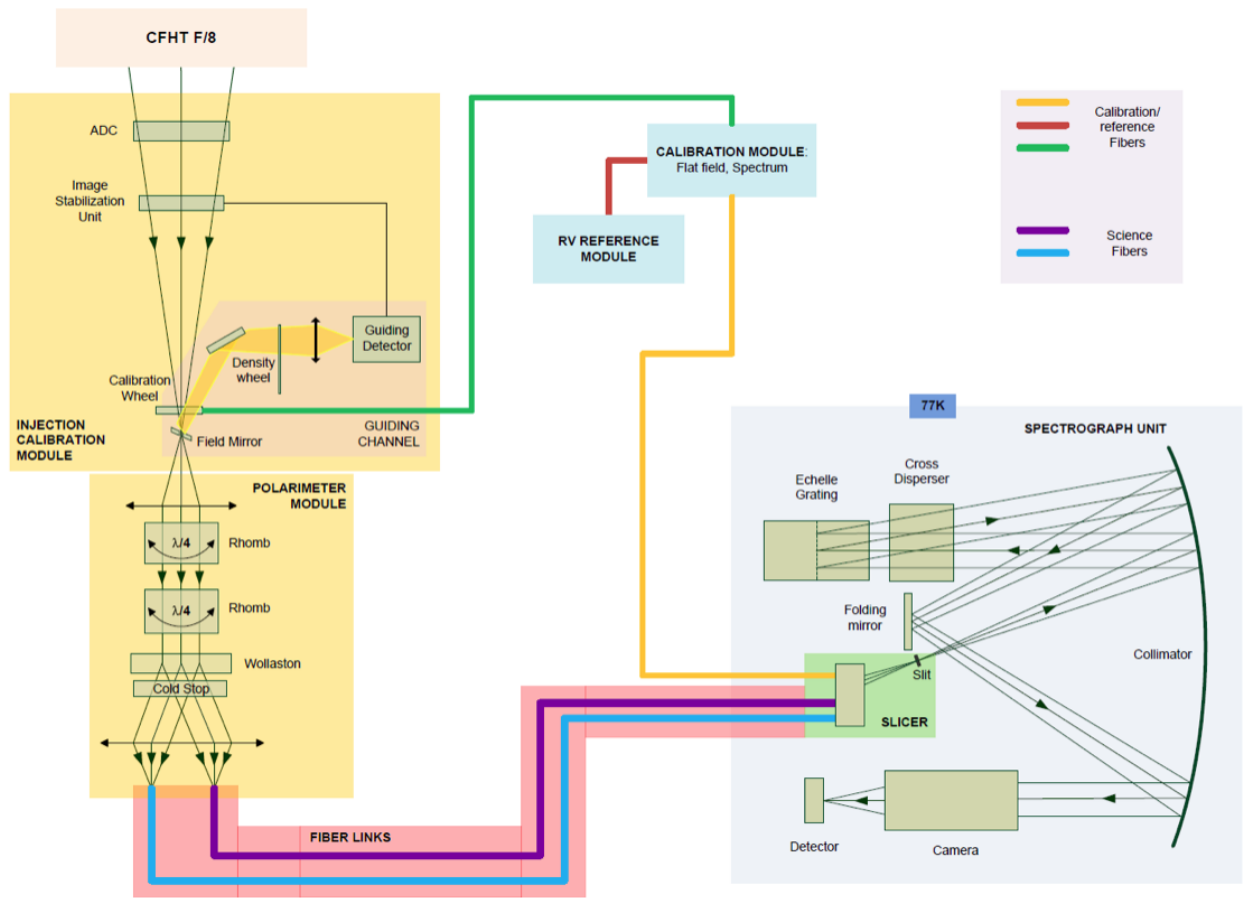 CFHT F/8
ADC
Image
Stabilization
Unit
Guiding
Detector
Density
wheel
Calibration
Wheel
Field Mirror
INJECTION
CALIBRATION
MODULE
GUIDING
CHANNEL
CALIBRATION MODULE:
Flat field, Spectrum
RV REFERENCE
MODULE
Calibration/
reference
Fibers
Science
Fibers
POLARIMETER
MODULE
λ/4
Rhomb
λ/4
Rhomb
Wollaston
Cold Stop
FIBER LINKS
77K
SPECTROGRAPH UNIT
Echelle
Grating
Cross
Disperser
Folding
mirror
Slit
SLICER
Collimator
Detector
Camera